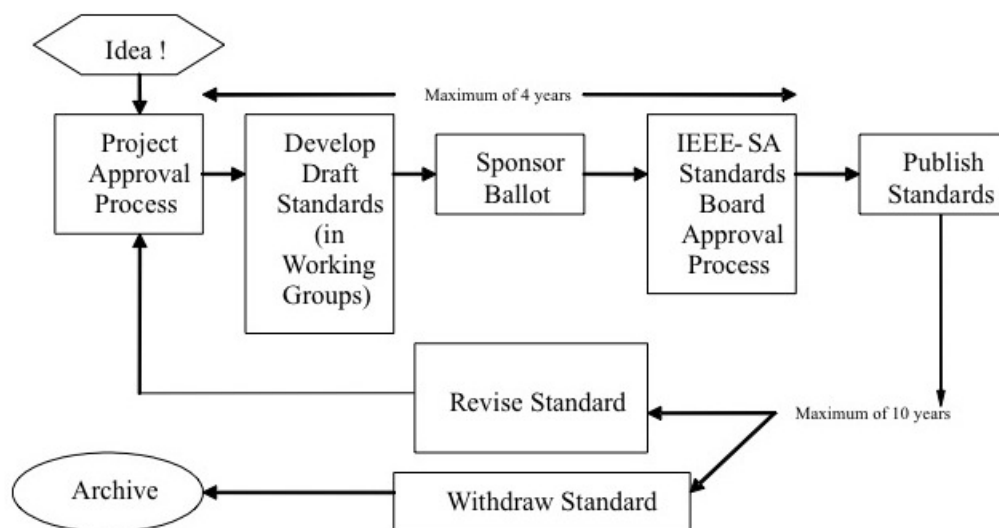 Idea !
Maximum of 4 years
Project
Approval
Process
Develop
Draft
Standards
(in
Working
Groups)
Sponsor
Ballot
IEEE- SA
Standards
Board
Approval
Process
Publish
Standards
Revise Standard
Maximum of 10 years
Archive
Withdraw Standard